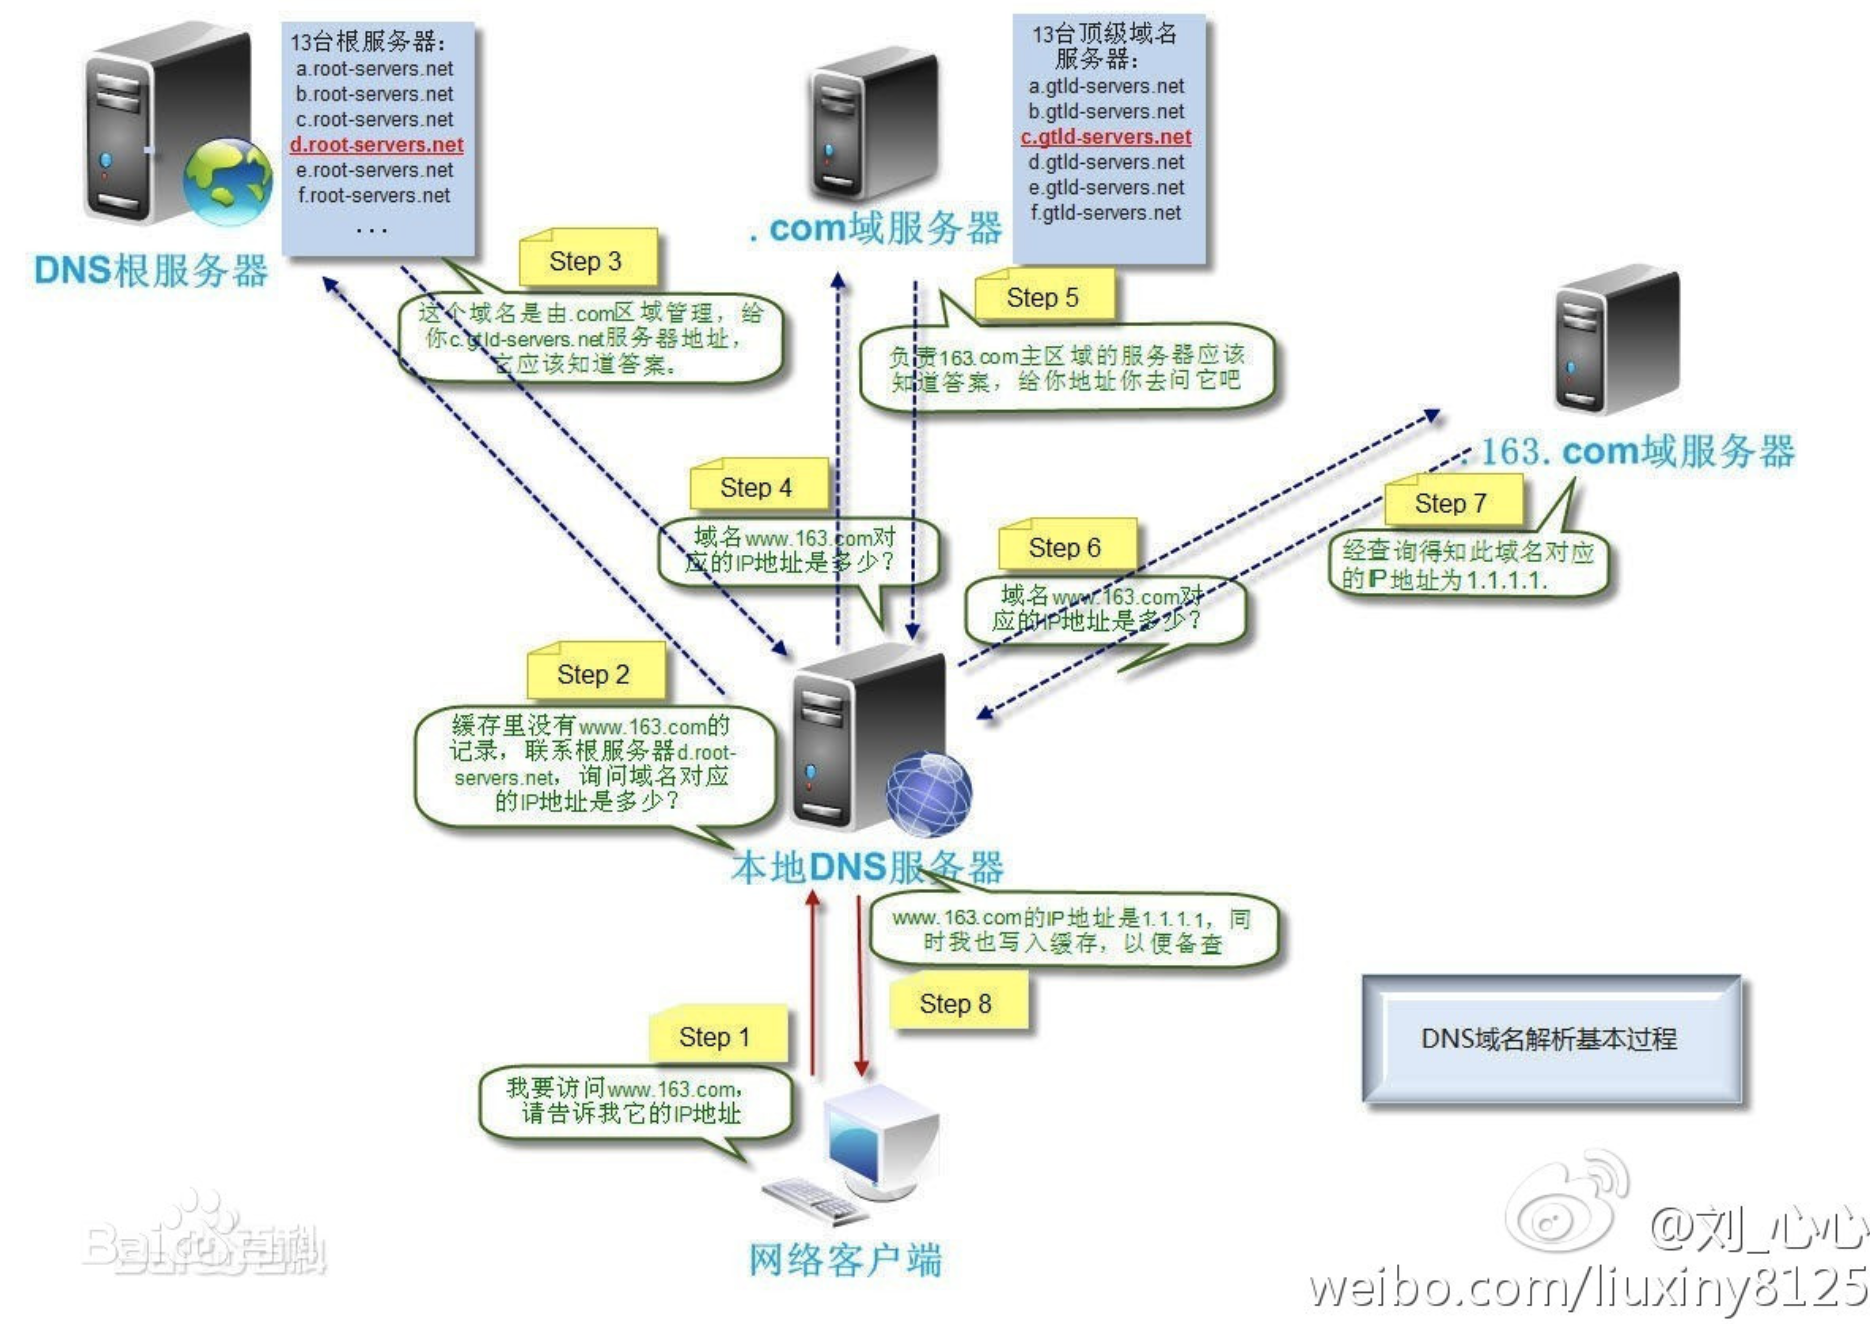 13台根服务器:
a.root-servers.net
b.root-servers.net
c.root-servers.net
d.root-servers.net
e.root-servers.net
f.root-servers.net
...
DNS根服务器
13台顶级域名
服务器:
a.gtld-servers.net
b.gtld-servers.net
c.gtld-servers.net
d.gtld-servers.net
e.gtld-servers.net
f.gtld-servers.net
.com域服务器
Step 3
这个域名是由.com区域管理，给
你c.gtld-servers.net服务器地址，
它应该知道答案。
Step 5
负责163.com主区域的服务器应该
知道答案，给你地址你去问它吧
.163.com域服务器
Step 4
域名www.163.com对
应的IP地址是多少？
Step 6
域名www.163.com对
应的IP地址是多少？
Step 7
经查询得知此域名对应
的IP地址为1.1.1.1.
Step 2
缓存里没有www.163.com的
记录，联系根服务器d.root-
servers.net，询问域名对应
的IP地址是多少？
本地DNS服务器
www.163.com的IP地址是1.1.1.1，同
时我也写入缓存，以便备查
Step 8
Step 1
我要访问www.163.com，
请告诉我它的IP地址
网络客户端
DNS域名解析基本过程
Baidu百科
@刘_心心
weibo.com/liuxiny8125